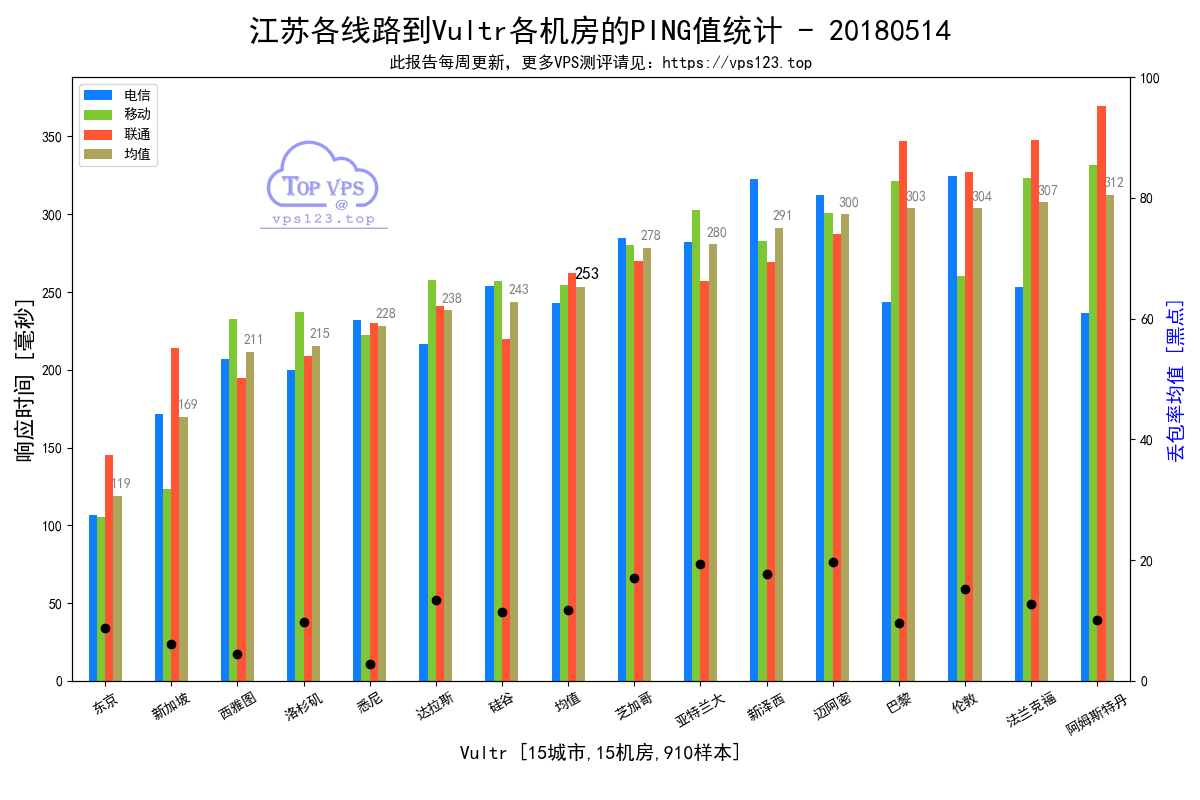 江苏各线路到Vultr各机房的PING值统计 - 20180514
此报告每周更新，更多VPS测评请见：https://vps123.top
电信
移动
联通
均值
TOP VPS
@
vps123.top
响应时间 [毫秒]
丢包率均值 [黑点]
0
50
100
150
200
250
300
350
0
20
40
60
80
100
119
169
211
215
228
238
243
253
278
280
291
300
303
304
307
312
东京
新加坡
西雅图
洛杉矶
悉尼
达拉斯
硅谷
均值
芝加哥
亚特兰大
新泽西
迈阿密
巴黎
伦敦
法兰克福
阿姆斯特丹
Vultr [15城市,15机房,910样本]